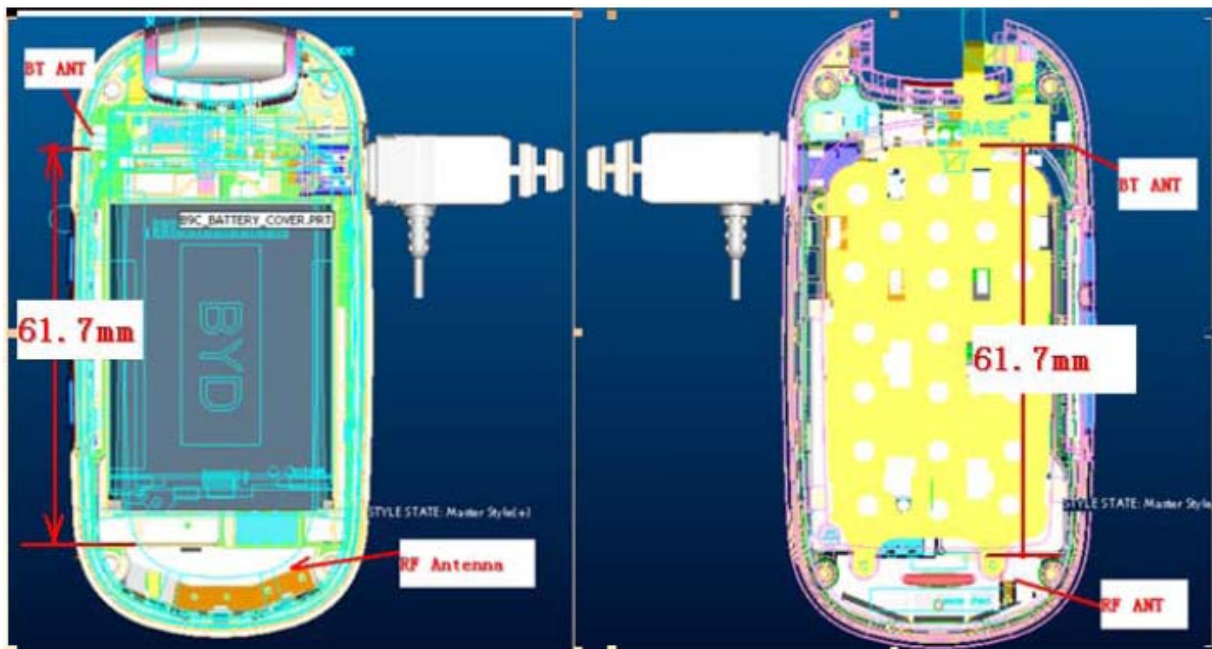 BT ANT
B9C_BATTERY_COVER.PRT
61.7mm
BYD
STYLE STATE: Master Style(+)
RF Antenna
BASE
BT ANT
61.7mm
STYLE STATE: Master Style
RF ANT